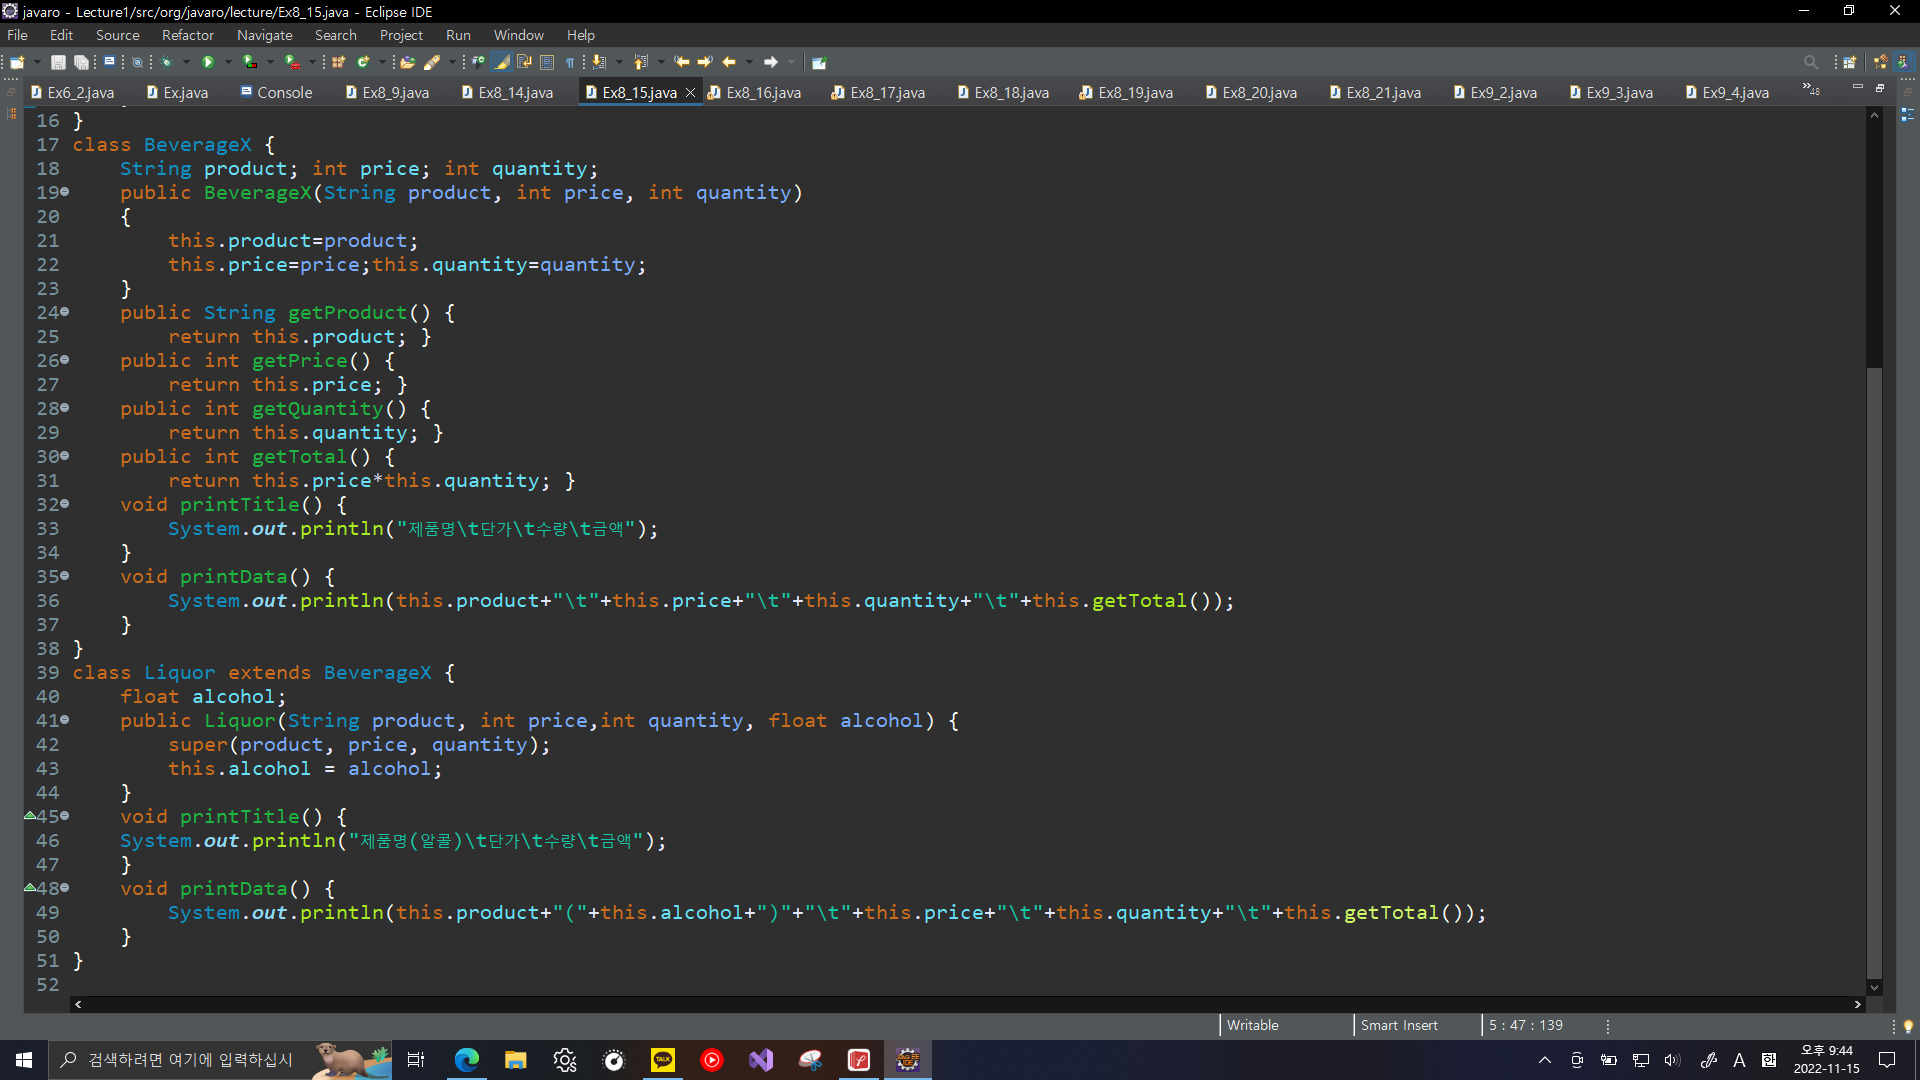 javaro - Lecture1/src/org/javaro/lecture/Ex8_15.java - Eclipse IDE
File Edit Source Refactor Navigate Search Project Run Window Help
Ex6_2.java Ex.java Console Ex8_9.java Ex8_14.java Ex8_15.java Ex8_16.java Ex8_17.java Ex8_18.java Ex8_19.java Ex8_20.java Ex8_21.java Ex9_2.java Ex9_3.java Ex9_4.java »48
16 }
17 class BeverageX {
18     String product; int price; int quantity;
19     public BeverageX(String product, int price, int quantity)
20     {
21         this.product=product;
22         this.price=price;this.quantity=quantity;
23     }
24     public String getProduct() {
25         return this.product; }
26     public int getPrice() {
27         return this.price; }
28     public int getQuantity() {
29         return this.quantity; }
30     public int getTotal() {
31         return this.price*this.quantity; }
32     void printTitle() {
33         System.out.println("제품명\t단가\t수량\t금액");
34     }
35     void printData() {
36         System.out.println(this.product+"\t"+this.price+"\t"+this.quantity+"\t"+this.getTotal());
37     }
38 }
39 class Liquor extends BeverageX {
40     float alcohol;
41     public Liquor(String product, int price,int quantity, float alcohol) {
42         super(product, price, quantity);
43         this.alcohol = alcohol;
44     }
45     void printTitle() {
46     System.out.println("제품명(알콜)\t단가\t수량\t금액");
47     }
48     void printData() {
49         System.out.println(this.product+"("+this.alcohol+")"+"\t"+this.price+"\t"+this.quantity+"\t"+this.getTotal());
50     }
51 }
52
Writable Smart Insert 5 : 47 : 139
검색하려면 여기에 입력하십시 TALK A 오후 9:44
2022-11-15